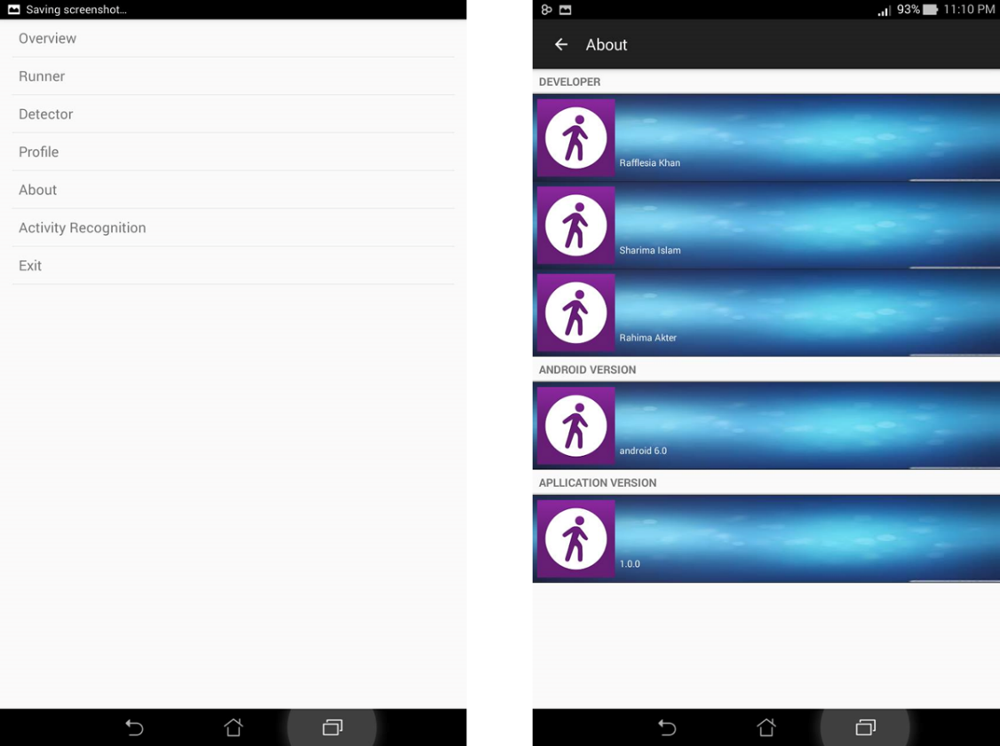 Saving screenshot...
Overview
Runner
Detector
Profile
About
Activity Recognition
Exit
93% 11:10 PM
About
DEVELOPER
Rafflesia Khan
Sharima Islam
Rahima Akter
ANDROID VERSION
android 6.0
APLLICATION VERSION
1.0.0